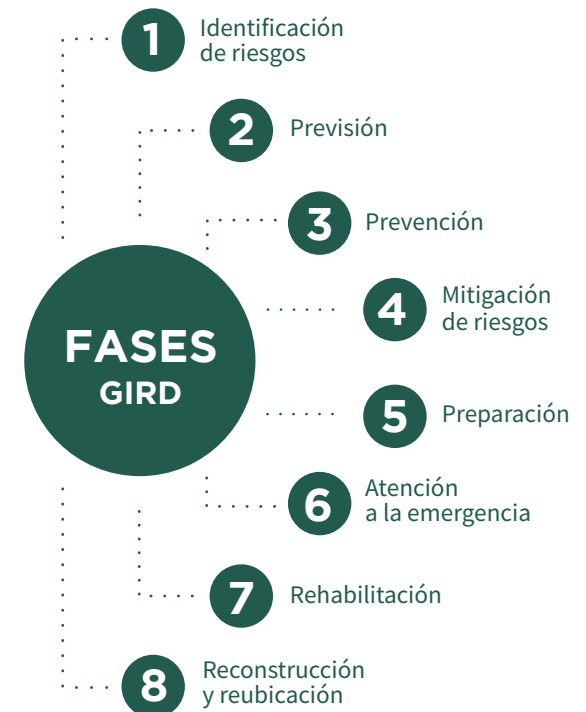 1
Identificación
de riesgos
2
Previsión
3
Prevención
4
Mitigación
de riesgos
FASES
GIRD
5
Preparación
6
Atención
a la emergencia
7
Rehabilitación
8
Reconstrucción
y reubicación